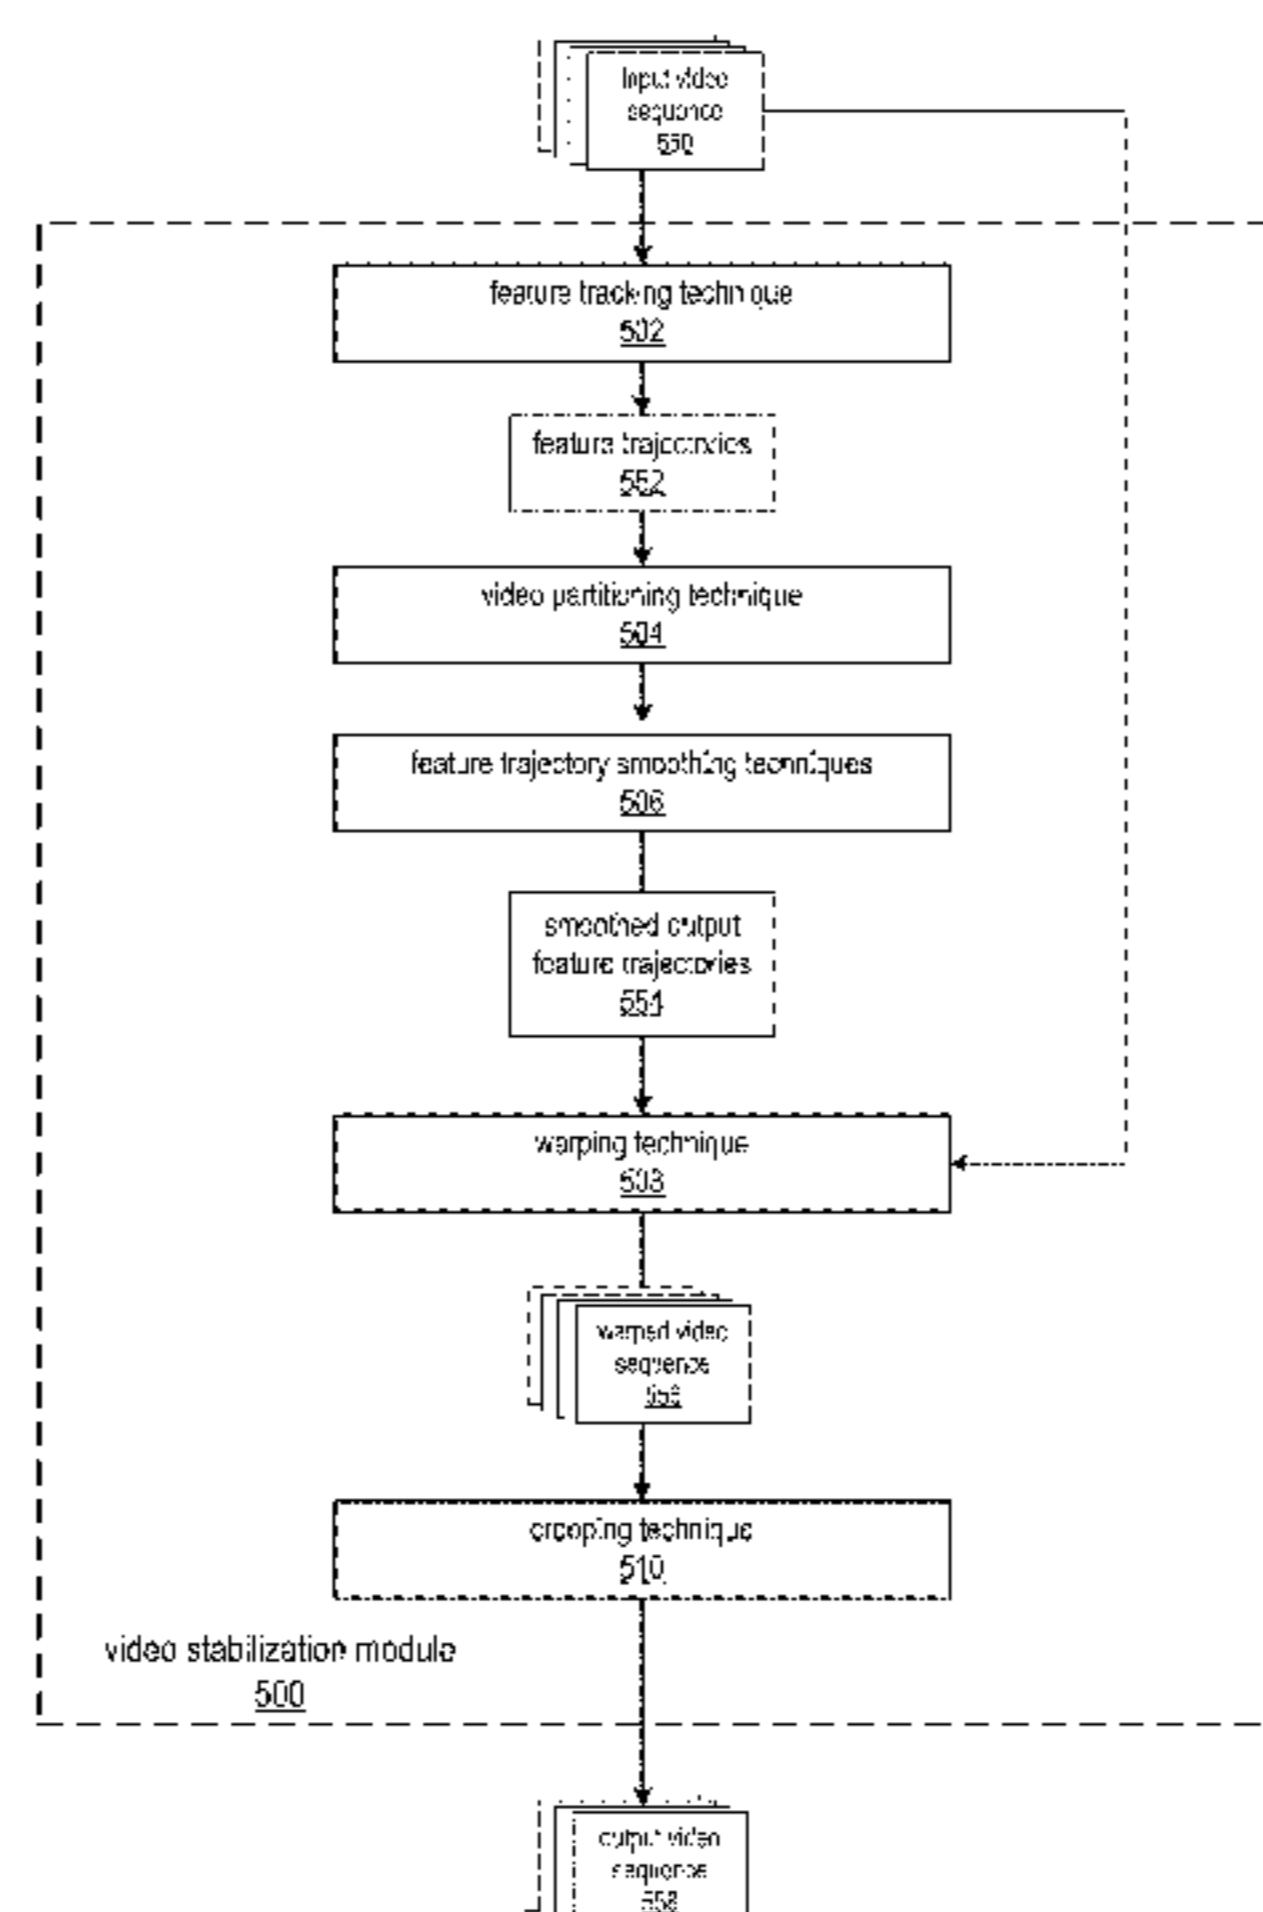 input video
sequence
550
feature tracking technique
502
feature trajectories
552
video partitioning technique
504
feature trajectory smoothing techniques
506
smoothed output
feature trajectories
554
warping technique
508
warped video
sequence
556
cropping technique
510
video stabilization module
500
output video
sequence
558